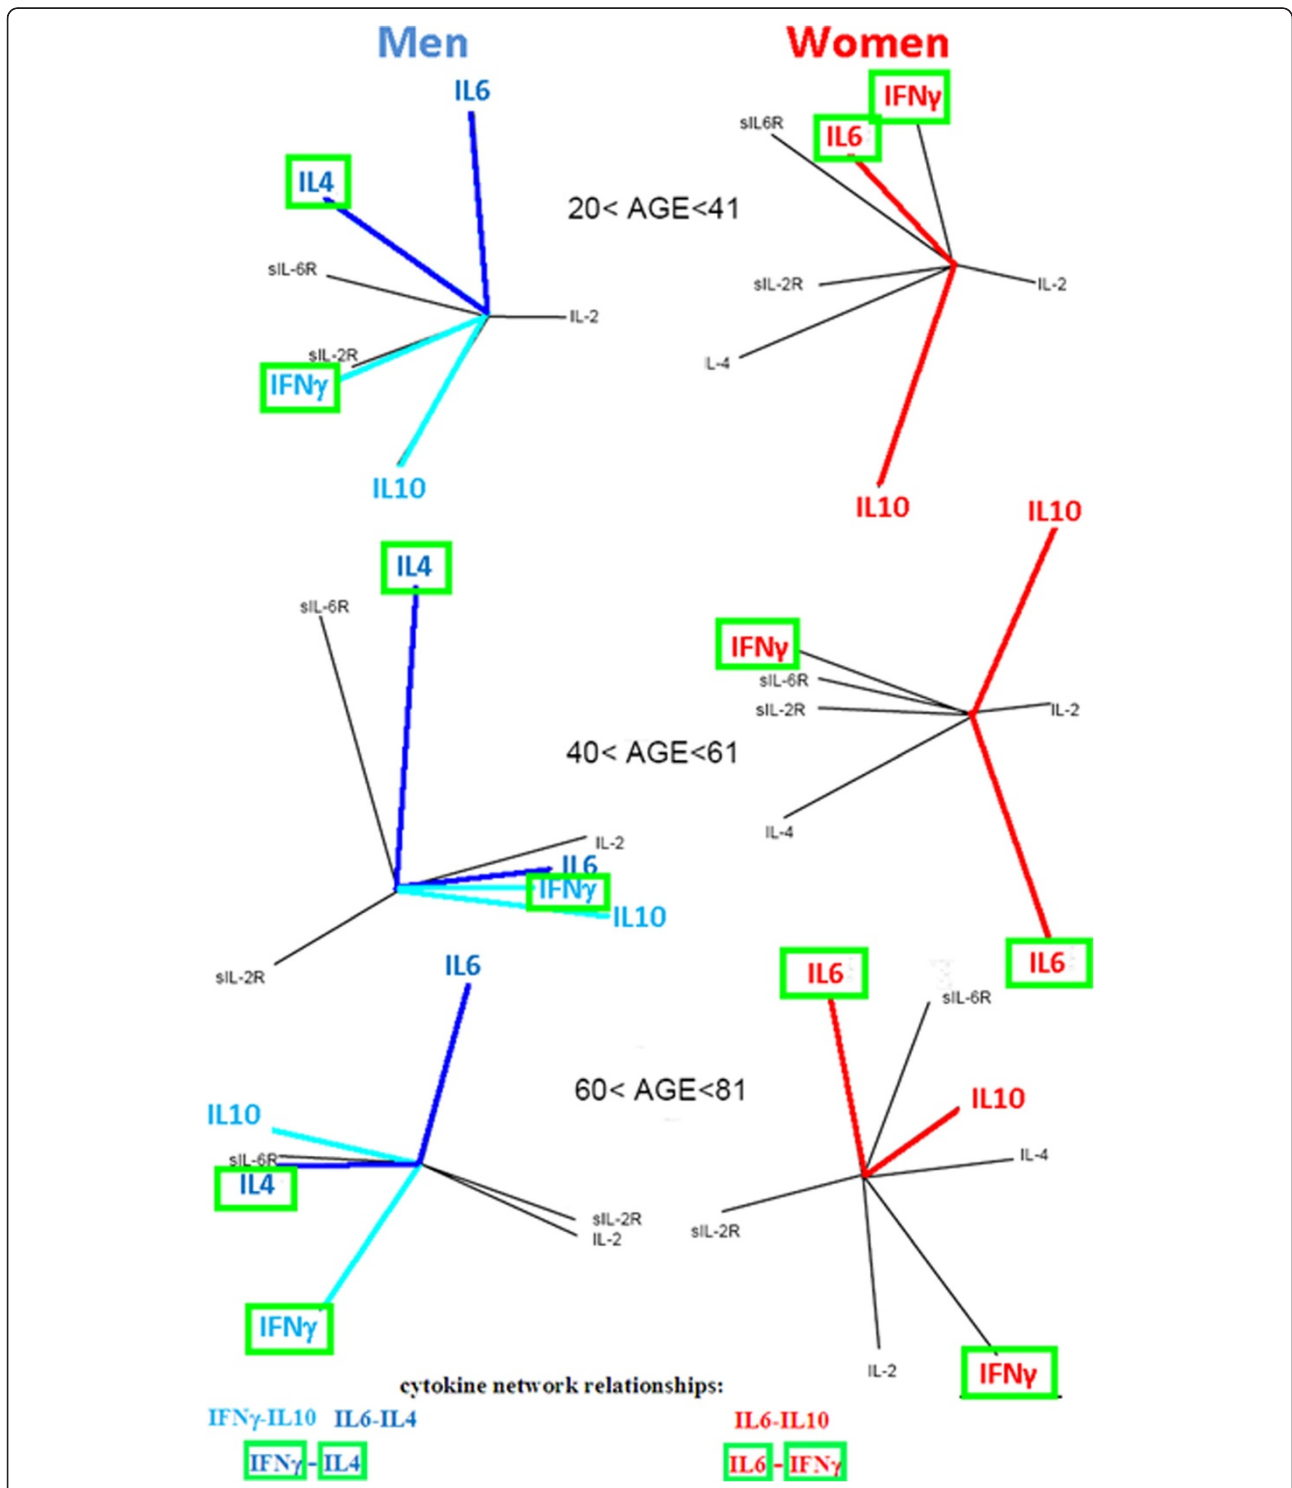 Men
Women
IL6
IFNγ
sIL6R
IL6
IL4
20< AGE<41
sIL-6R
sIL-2R
IL-2
IL-2
sIL-2R
IL-4
IFNγ
IL10
IL10
IL10
IL4
sIL-6R
IFNγ
sIL-6R
sIL-2R
IL-2
40< AGE<61
IL-4
IL-2
IL6
IFNγ
IL10
sIL-2R
IL6
IL6
IL6
sIL-6R
60< AGE<81
IL10
IL10
sIL-6R
IL4
IL-4
sIL-2R
IL-2
sIL-2R
IFNγ
IL-2
IFNγ
cytokine network relationships:
IFNγ-IL10 IL6-IL4
IL6-IL10
IFNγ-IL4
IL6-IFNγ